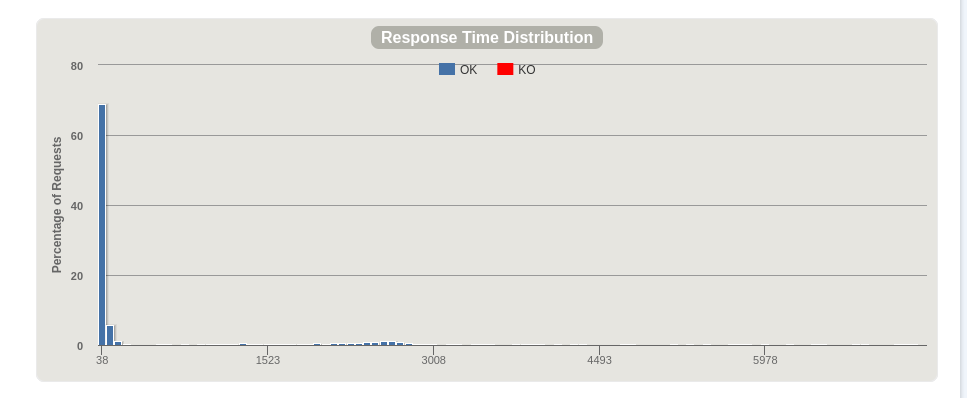 Response Time Distribution
OK KO
Percentage of Requests
80
60
40
20
0
38 1523 3008 4493 5978